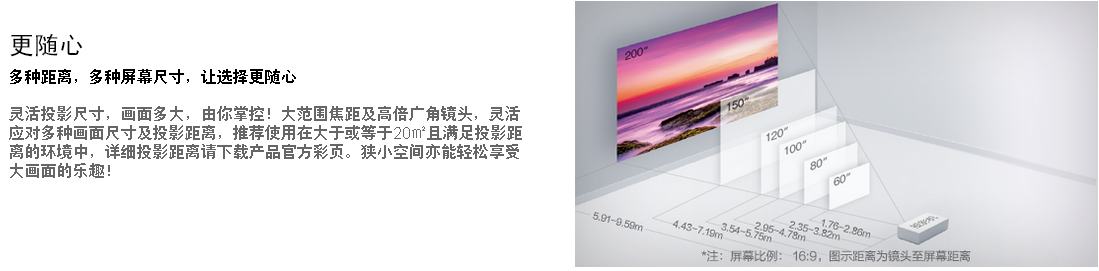 更随心
多种距离，多种屏幕尺寸，让选择更随心
灵活投影尺寸，画面多大，由你掌控！大范围焦距及高倍广角镜头，灵活
应对多种画面尺寸及投影距离，推荐使用在大于或等于20㎡且满足投影距
离的环境中，详细投影距离请下载产品官方彩页。狭小空间亦能轻松享受
大画面的乐趣！
200"
150"
120"
100"
80"
60"
5.91~9.59m
4.43~7.19m
3.54~5.75m
2.95~4.78m
2.35~3.82m
1.76~2.86m
*注：屏幕比例： 16:9，图示距离为镜头至屏幕距离